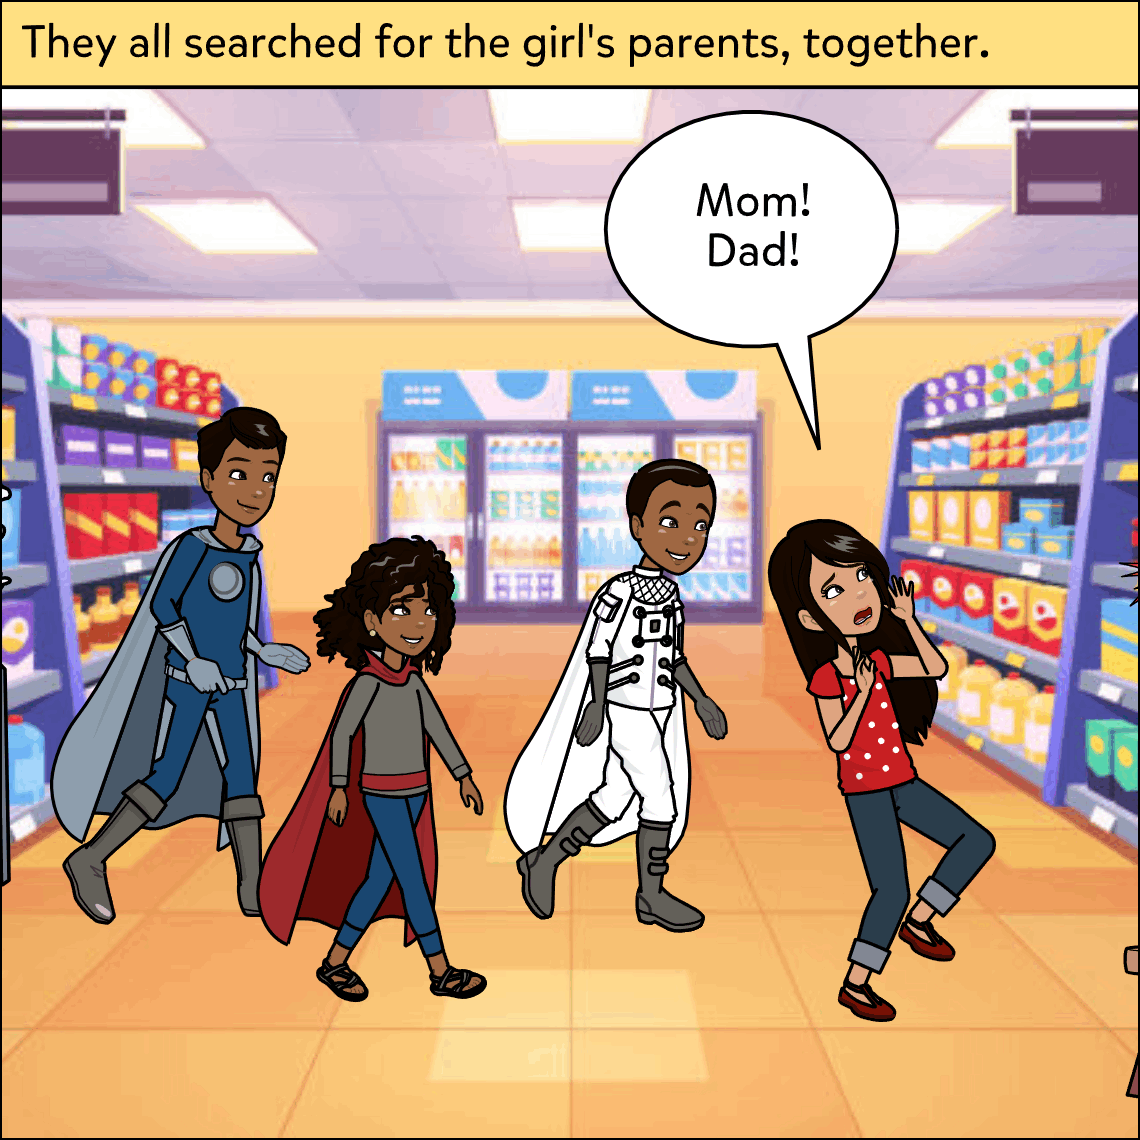 They all searched for the girl's parents, together.
Mom!
Dad!